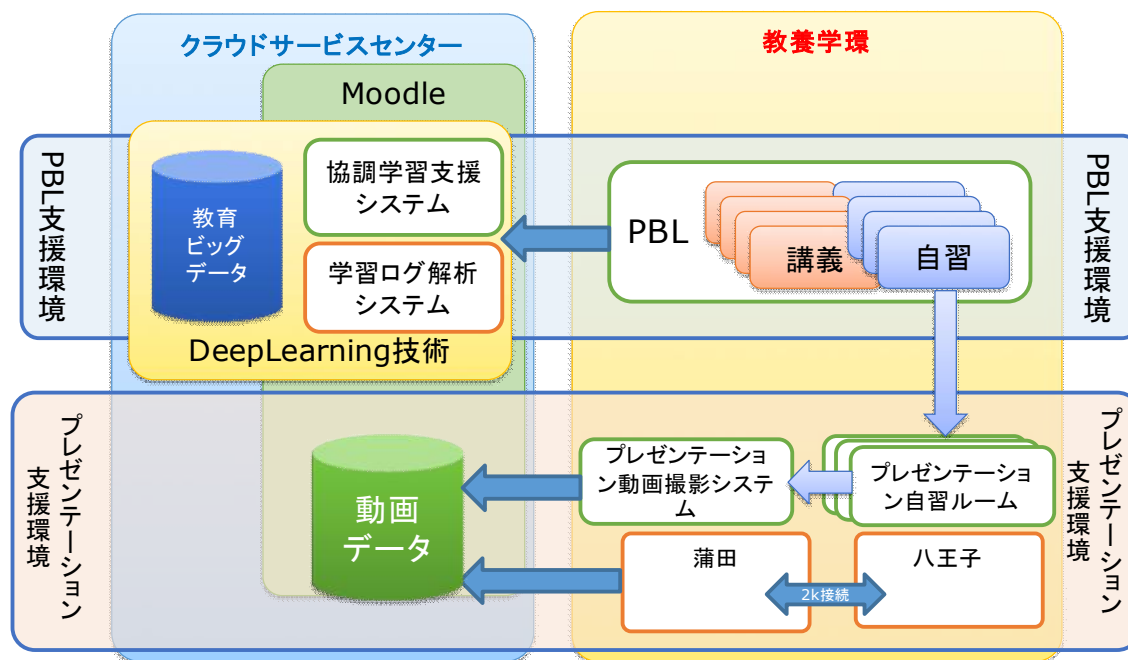 クラウドサービスセンター
教養学環
Moodle
PBL支援環境
教育
ビッグ
データ
協調学習支援
システム
学習ログ解析
システム
DeepLearning技術
PBL
講義
自習
PBL支援環境
プレゼンテーション
支援環境
動画
データ
プレゼンテーショ
ン動画撮影システ
ム
プレゼンテーショ
ン自習ルーム
蒲田
2k接続
八王子
プレゼンテーション
支援環境